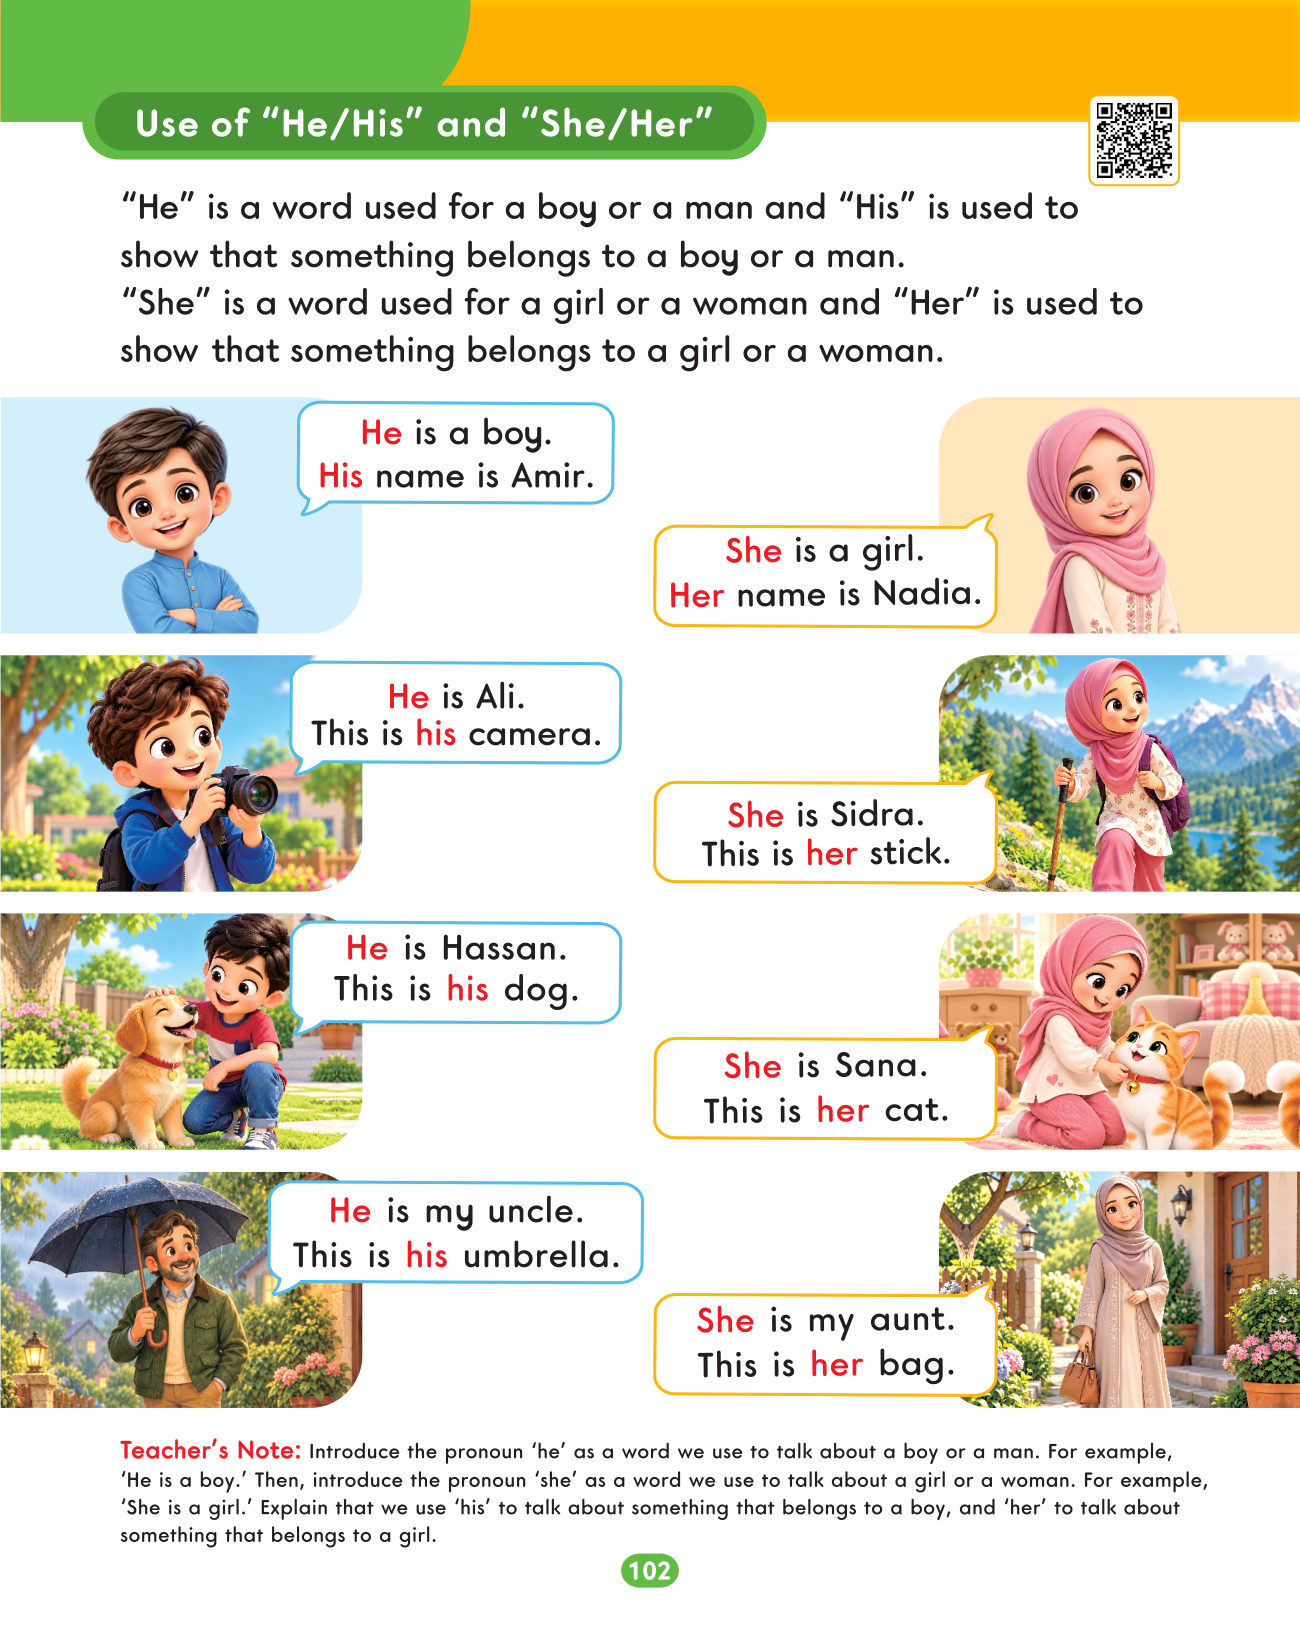 Use of “He/His” and “She/Her”
“He” is a word used for a boy or a man and “His” is used to
show that something belongs to a boy or a man.
“She” is a word used for a girl or a woman and “Her” is used to
show that something belongs to a girl or a woman.
He is a boy.
His name is Amir.
She is a girl.
Her name is Nadia.
He is Ali.
This is his camera.
She is Sidra.
This is her stick.
He is Hassan.
This is his dog.
She is Sana.
This is her cat.
He is my uncle.
This is his umbrella.
She is my aunt.
This is her bag.
Teacher’s Note: Introduce the pronoun ‘he’ as a word we use to talk about a boy or a man. For example,
‘He is a boy.’ Then, introduce the pronoun ‘she’ as a word we use to talk about a girl or a woman. For example,
‘She is a girl.’ Explain that we use ‘his’ to talk about something that belongs to a boy, and ‘her’ to talk about
something that belongs to a girl.
102